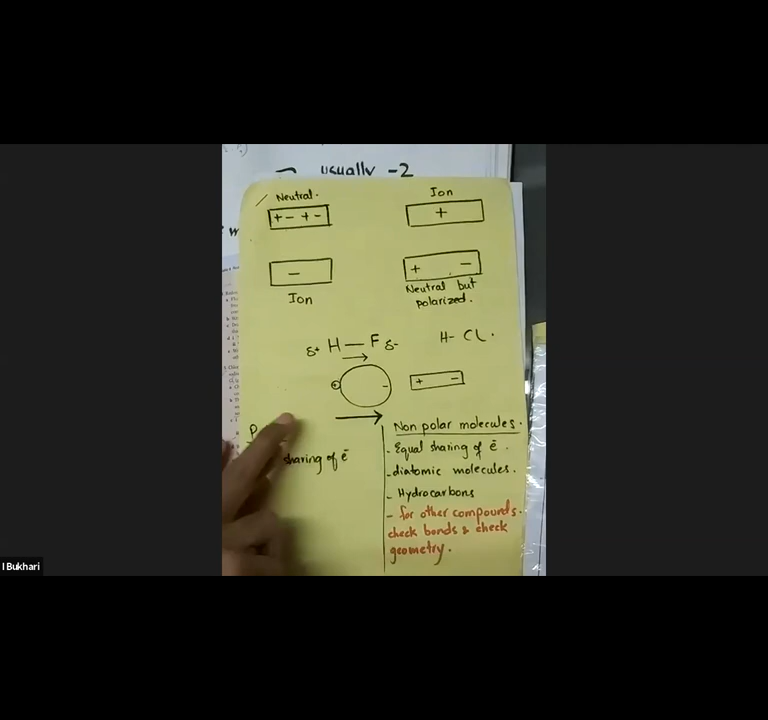 usually -2
Neutral.
+ - + -
Ion
+
-
Ion
+ -
Neutral but
polarized.
δ+ H — F δ-
H - Cl.
+ -
+ -
P
sharing of ē
Non polar molecules.
- Equal sharing of ē.
- diatomic molecules.
- Hydrocarbons
- for other compounds.
check bonds & check
geometry.
I Bukhari